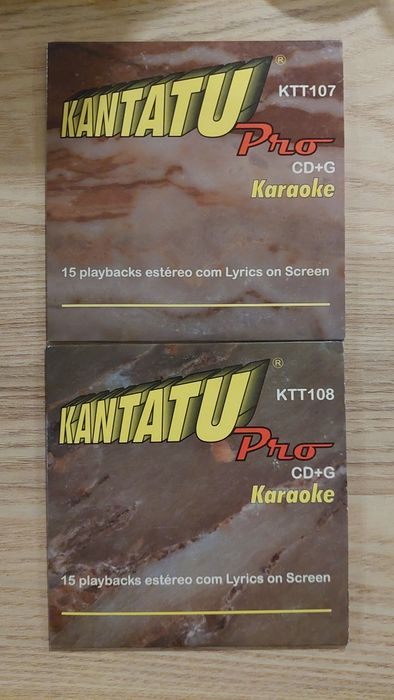 KANTATU ®
KTT107
Pro
CD+G
Karaoke
15 playbacks estéreo com Lyrics on Screen
KANTATU ®
KTT108
Pro
CD+G
Karaoke
15 playbacks estéreo com Lyrics on Screen